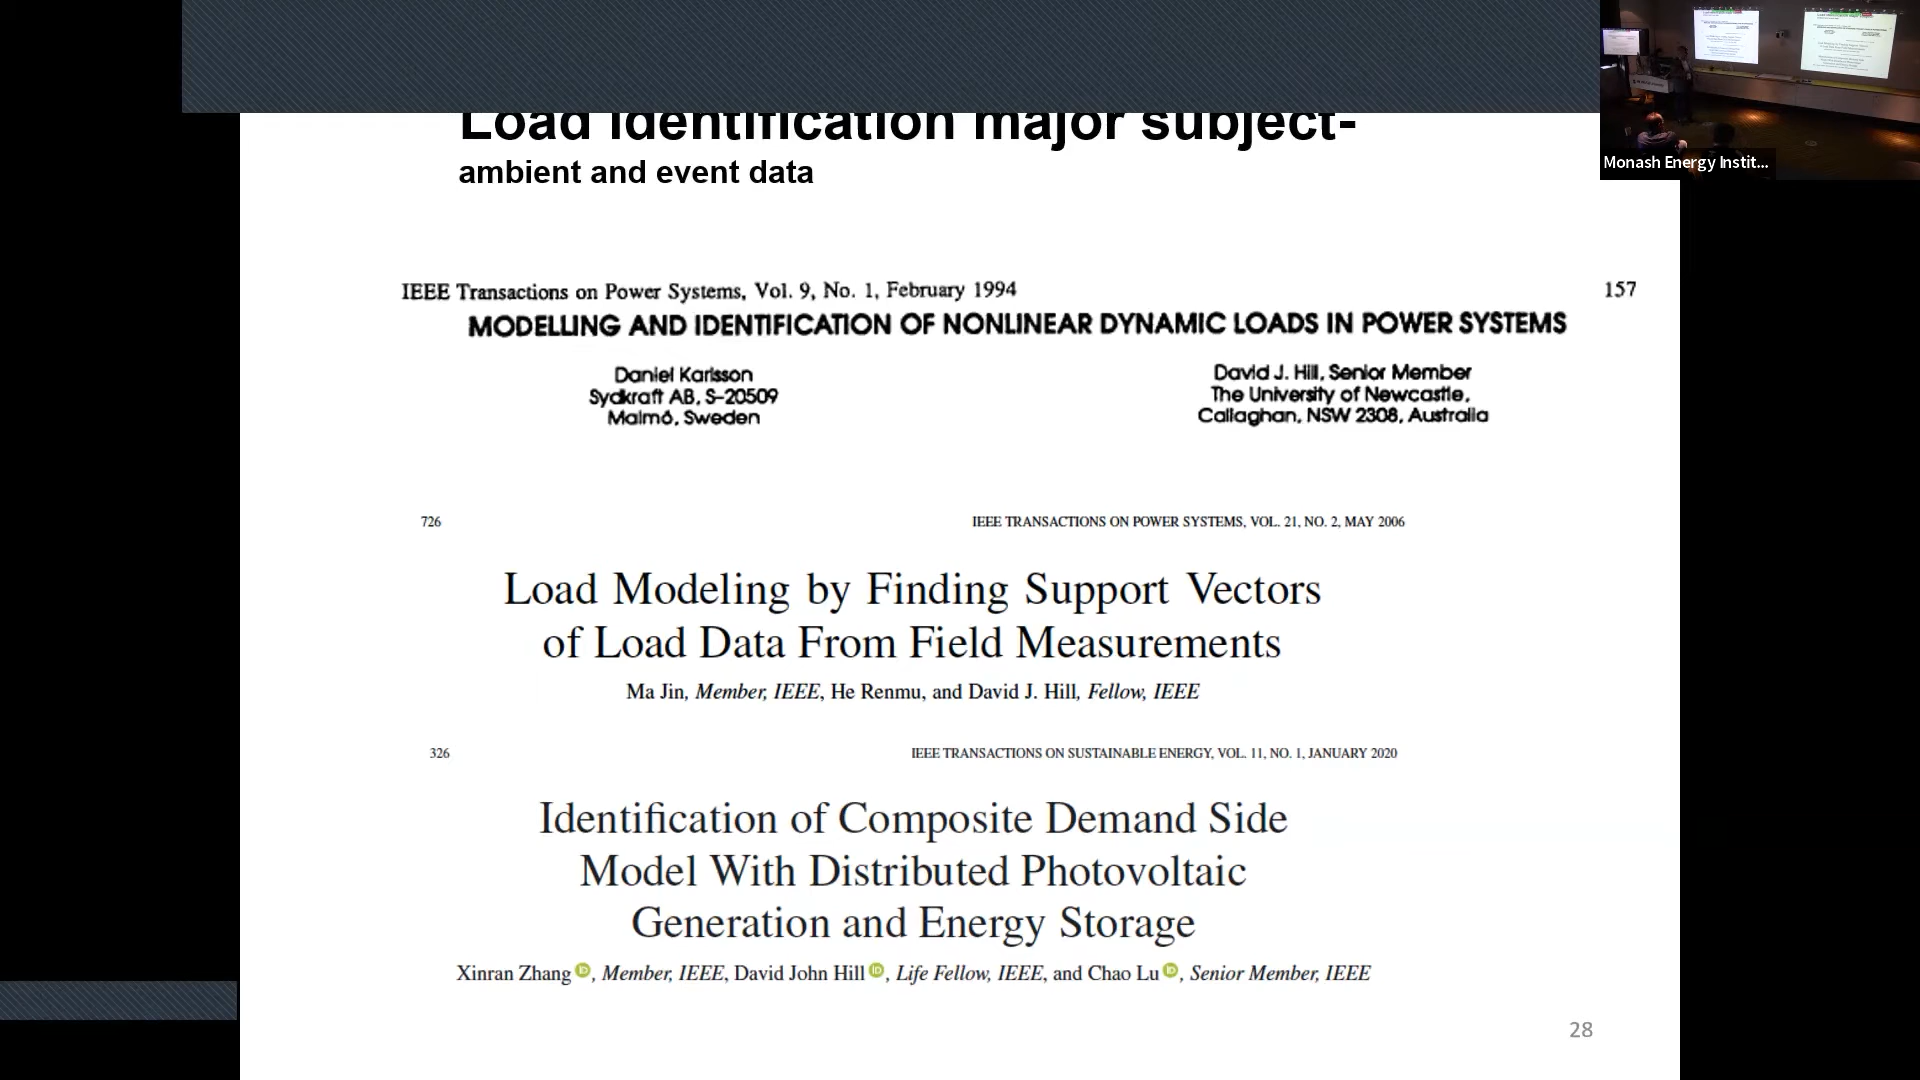 Load identification major subject-
ambient and event data
Monash Energy Instit...
IEEE Transactions on Power Systems, Vol. 9, No. 1, February 1994
157
MODELLING AND IDENTIFICATION OF NONLINEAR DYNAMIC LOADS IN POWER SYSTEMS
Daniel Karlsson
Sydkraft AB, S-20509
Malmö, Sweden
David J. Hill, Senior Member
The University of Newcastle,
Callaghan, NSW 2308, Australia
726
IEEE TRANSACTIONS ON POWER SYSTEMS, VOL. 21, NO. 2, MAY 2006
Load Modeling by Finding Support Vectors
of Load Data From Field Measurements
Ma Jin, Member, IEEE, He Renmu, and David J. Hill, Fellow, IEEE
326
IEEE TRANSACTIONS ON SUSTAINABLE ENERGY, VOL. 11, NO. 1, JANUARY 2020
Identification of Composite Demand Side
Model With Distributed Photovoltaic
Generation and Energy Storage
Xinran Zhang, Member, IEEE, David John Hill, Life Fellow, IEEE, and Chao Lu, Senior Member, IEEE
28